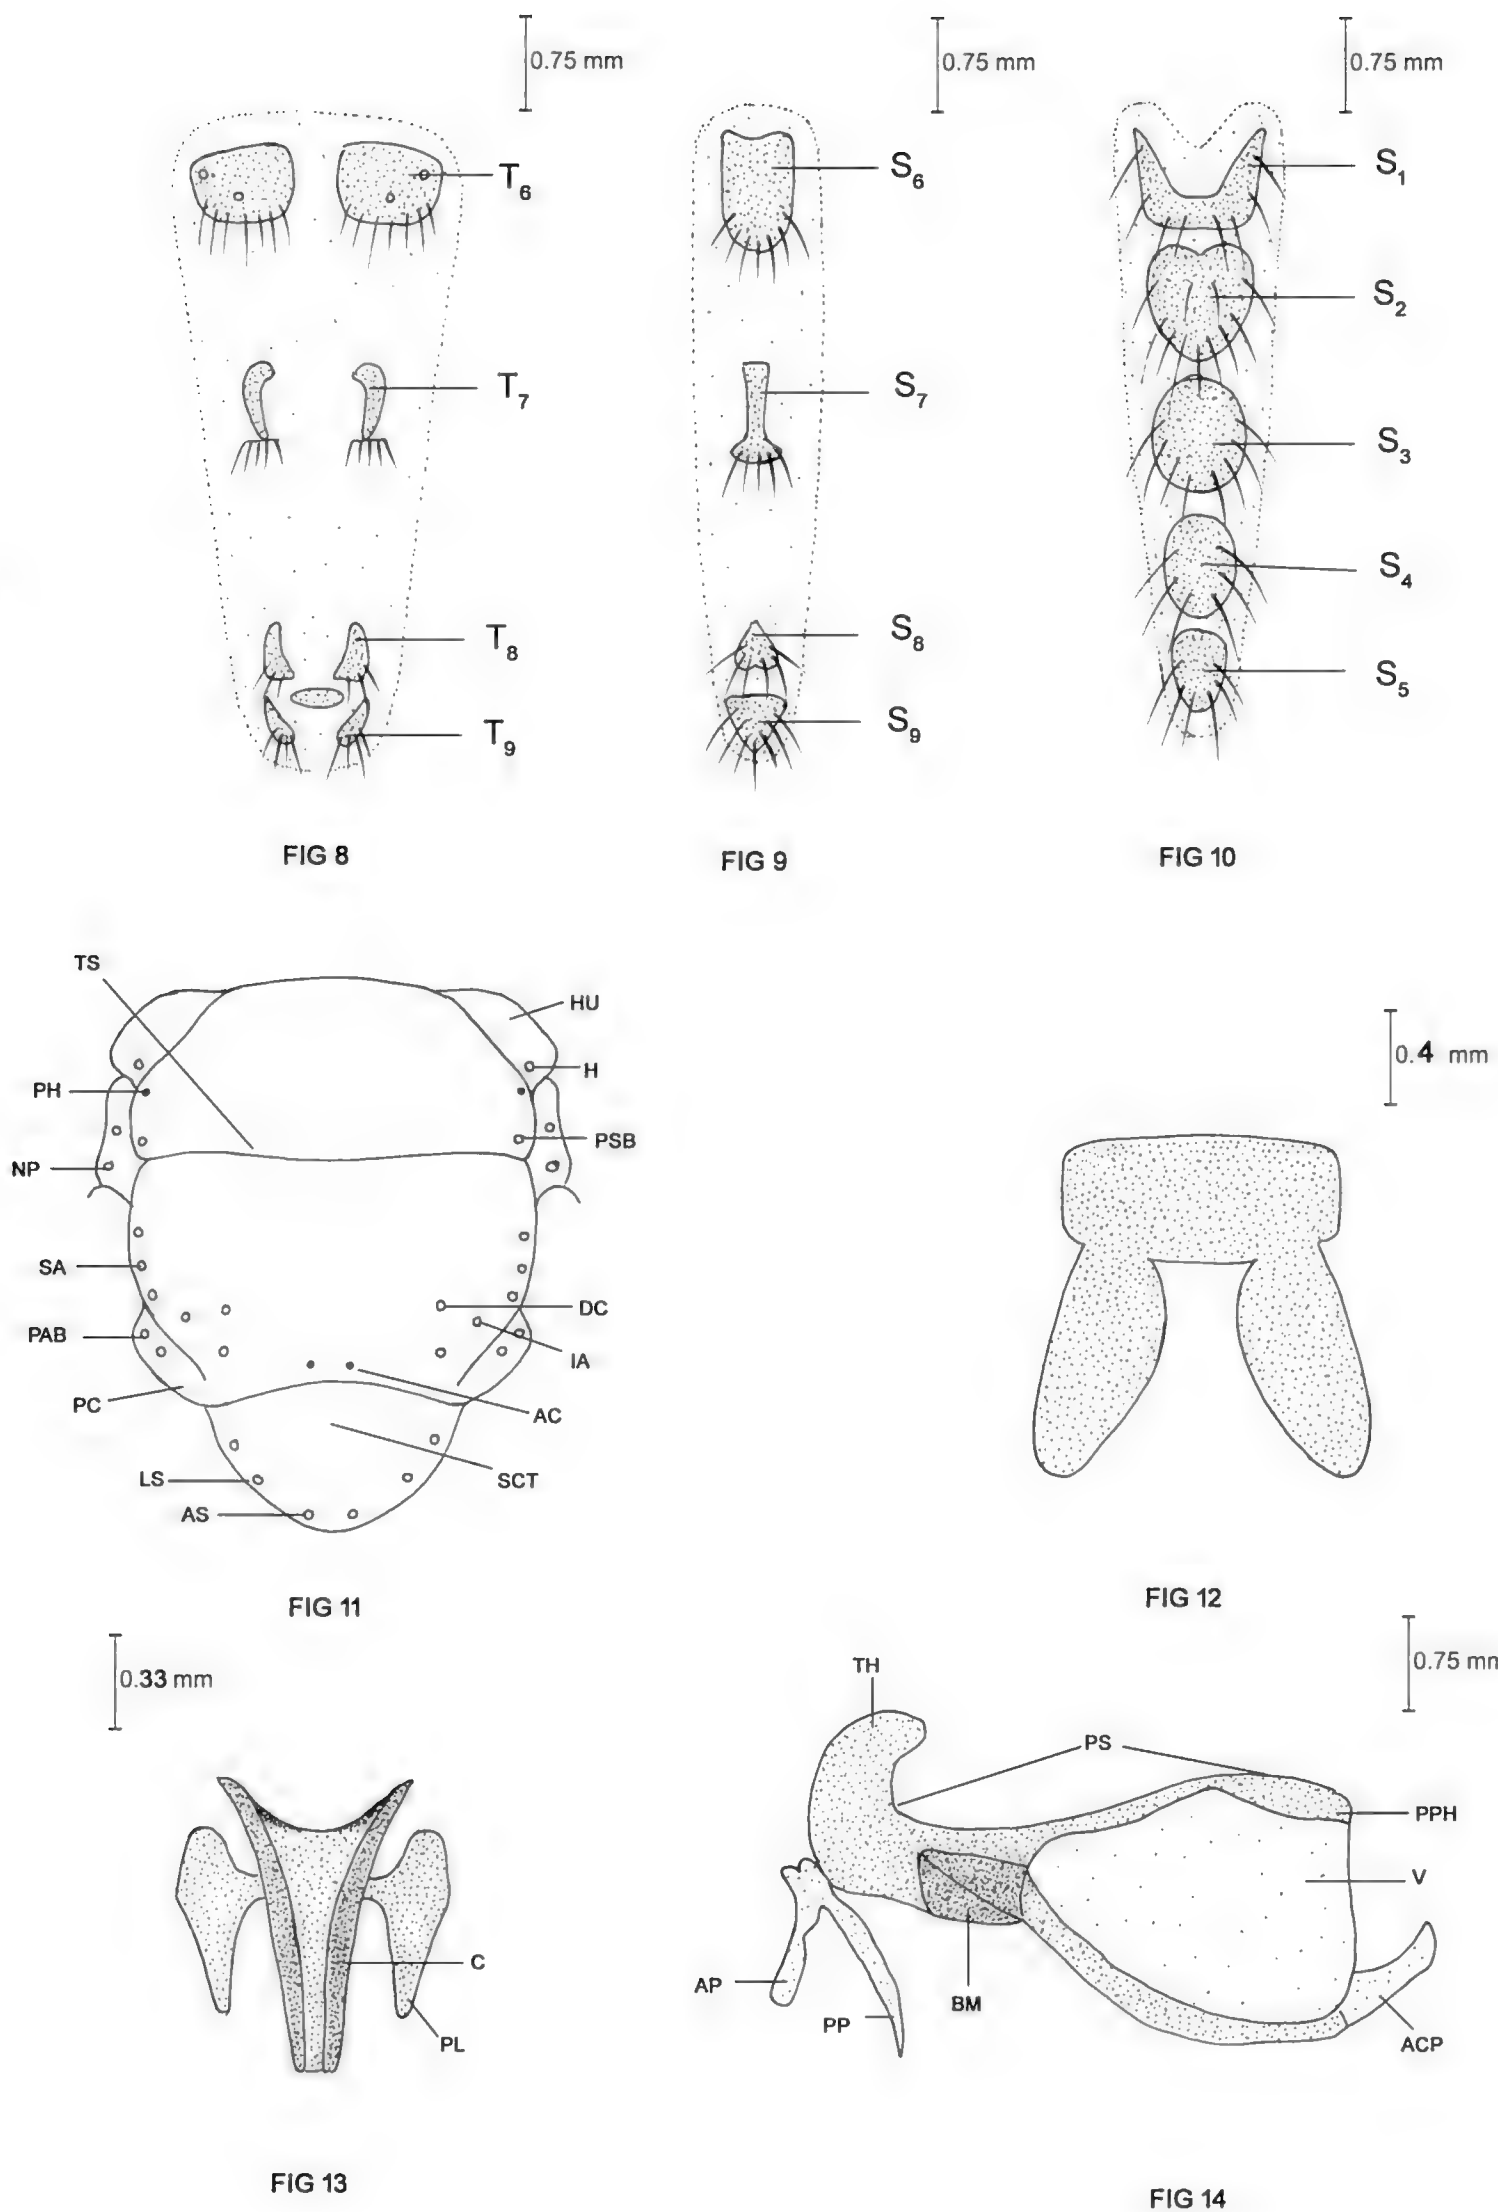 0.75 mm
0.75 mm
0.75 mm
T6
S6
S1
S2
T7
S7
S3
S4
T8
S8
S5
T9
S9
FIG 8
FIG 9
FIG 10
TS
HU
H
PH
PSB
NP
SA
DC
PAB
IA
PC
AC
LS
SCT
AS
0.4 mm
FIG 11
FIG 12
0.33 mm
0.75 mm
C
PL
TH
PS
PPH
V
AP
PP
BM
ACP
FIG 13
FIG 14